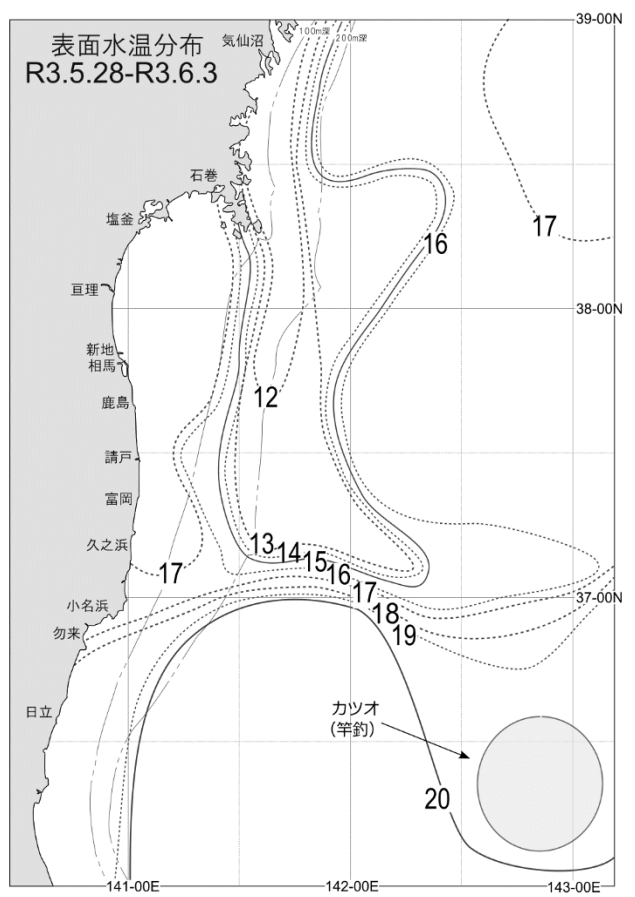 表面水温分布
R3.5.28-R3.6.3
気仙沼
100m深
200m深
39-00N
石巻
塩釜
17
16
亘理
38-00N
新地
相馬
12
鹿島
請戸
富岡
久之浜
13
14
15
16
17
17
18
19
37-00N
小名浜
勿来
日立
カツオ
(竿釣)
20
141-00E
142-00E
143-00E